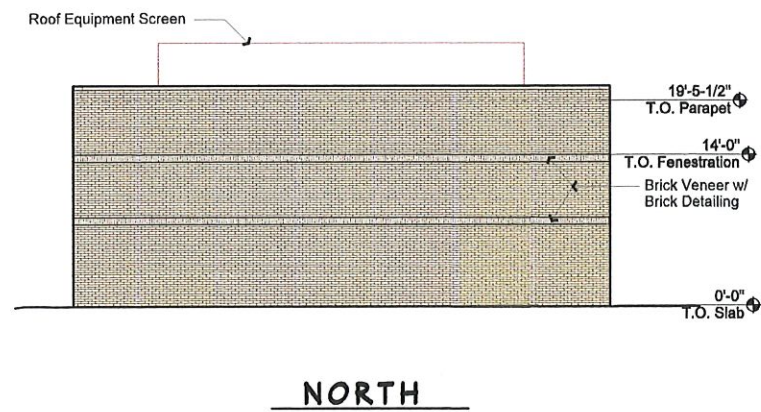 Roof Equipment Screen
19'-5-1/2"
T.O. Parapet
14'-0"
T.O. Fenestration
Brick Veneer w/
Brick Detailing
0'-0"
T.O. Slab
NORTH